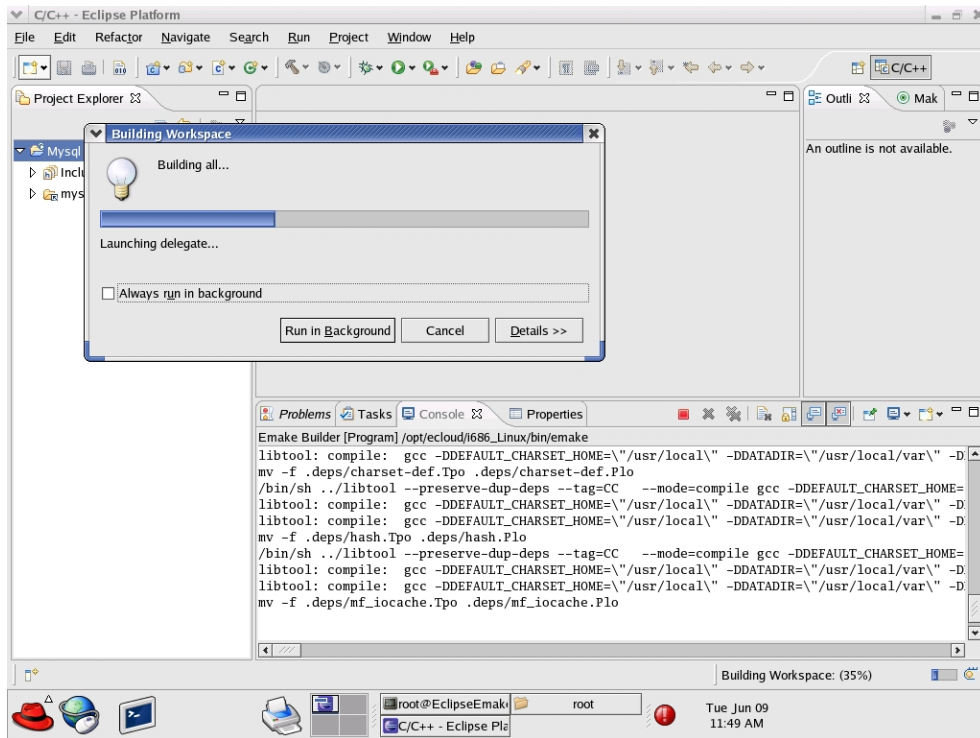 C/C++ - Eclipse Platform
File Edit Refactor Navigate Search Run Project Window Help
C/C++
Project Explorer
Outli
Mak
Building Workspace
Mysql
Building all...
An outline is not available.
Inclu
mys
Launching delegate...
Always run in background
Run in Background Cancel Details >>
Problems Tasks Console Properties
Emake Builder [Program] /opt/ecloud/i686_Linux/bin/emake
libtool: compile: gcc -DDEFAULT_CHARSET_HOME=\"/usr/local\" -DDATADIR=\"/usr/local/var\" -D
mv -f .deps/charset-def.Tpo .deps/charset-def.Plo
/bin/sh ../libtool --preserve-dup-deps --tag=CC --mode=compile gcc -DDEFAULT_CHARSET_HOME=
libtool: compile: gcc -DDEFAULT_CHARSET_HOME=\"/usr/local\" -DDATADIR=\"/usr/local/var\" -D
libtool: compile: gcc -DDEFAULT_CHARSET_HOME=\"/usr/local\" -DDATADIR=\"/usr/local/var\" -D
mv -f .deps/hash.Tpo .deps/hash.Plo
/bin/sh ../libtool --preserve-dup-deps --tag=CC --mode=compile gcc -DDEFAULT_CHARSET_HOME=
libtool: compile: gcc -DDEFAULT_CHARSET_HOME=\"/usr/local\" -DDATADIR=\"/usr/local/var\" -D
libtool: compile: gcc -DDEFAULT_CHARSET_HOME=\"/usr/local\" -DDATADIR=\"/usr/local/var\" -D
mv -f .deps/mf_iocache.Tpo .deps/mf_iocache.Plo
Building Workspace: (35%)
root@EclipseEmak
root
Tue Jun 09
C/C++ - Eclipse Pla
11:49 AM